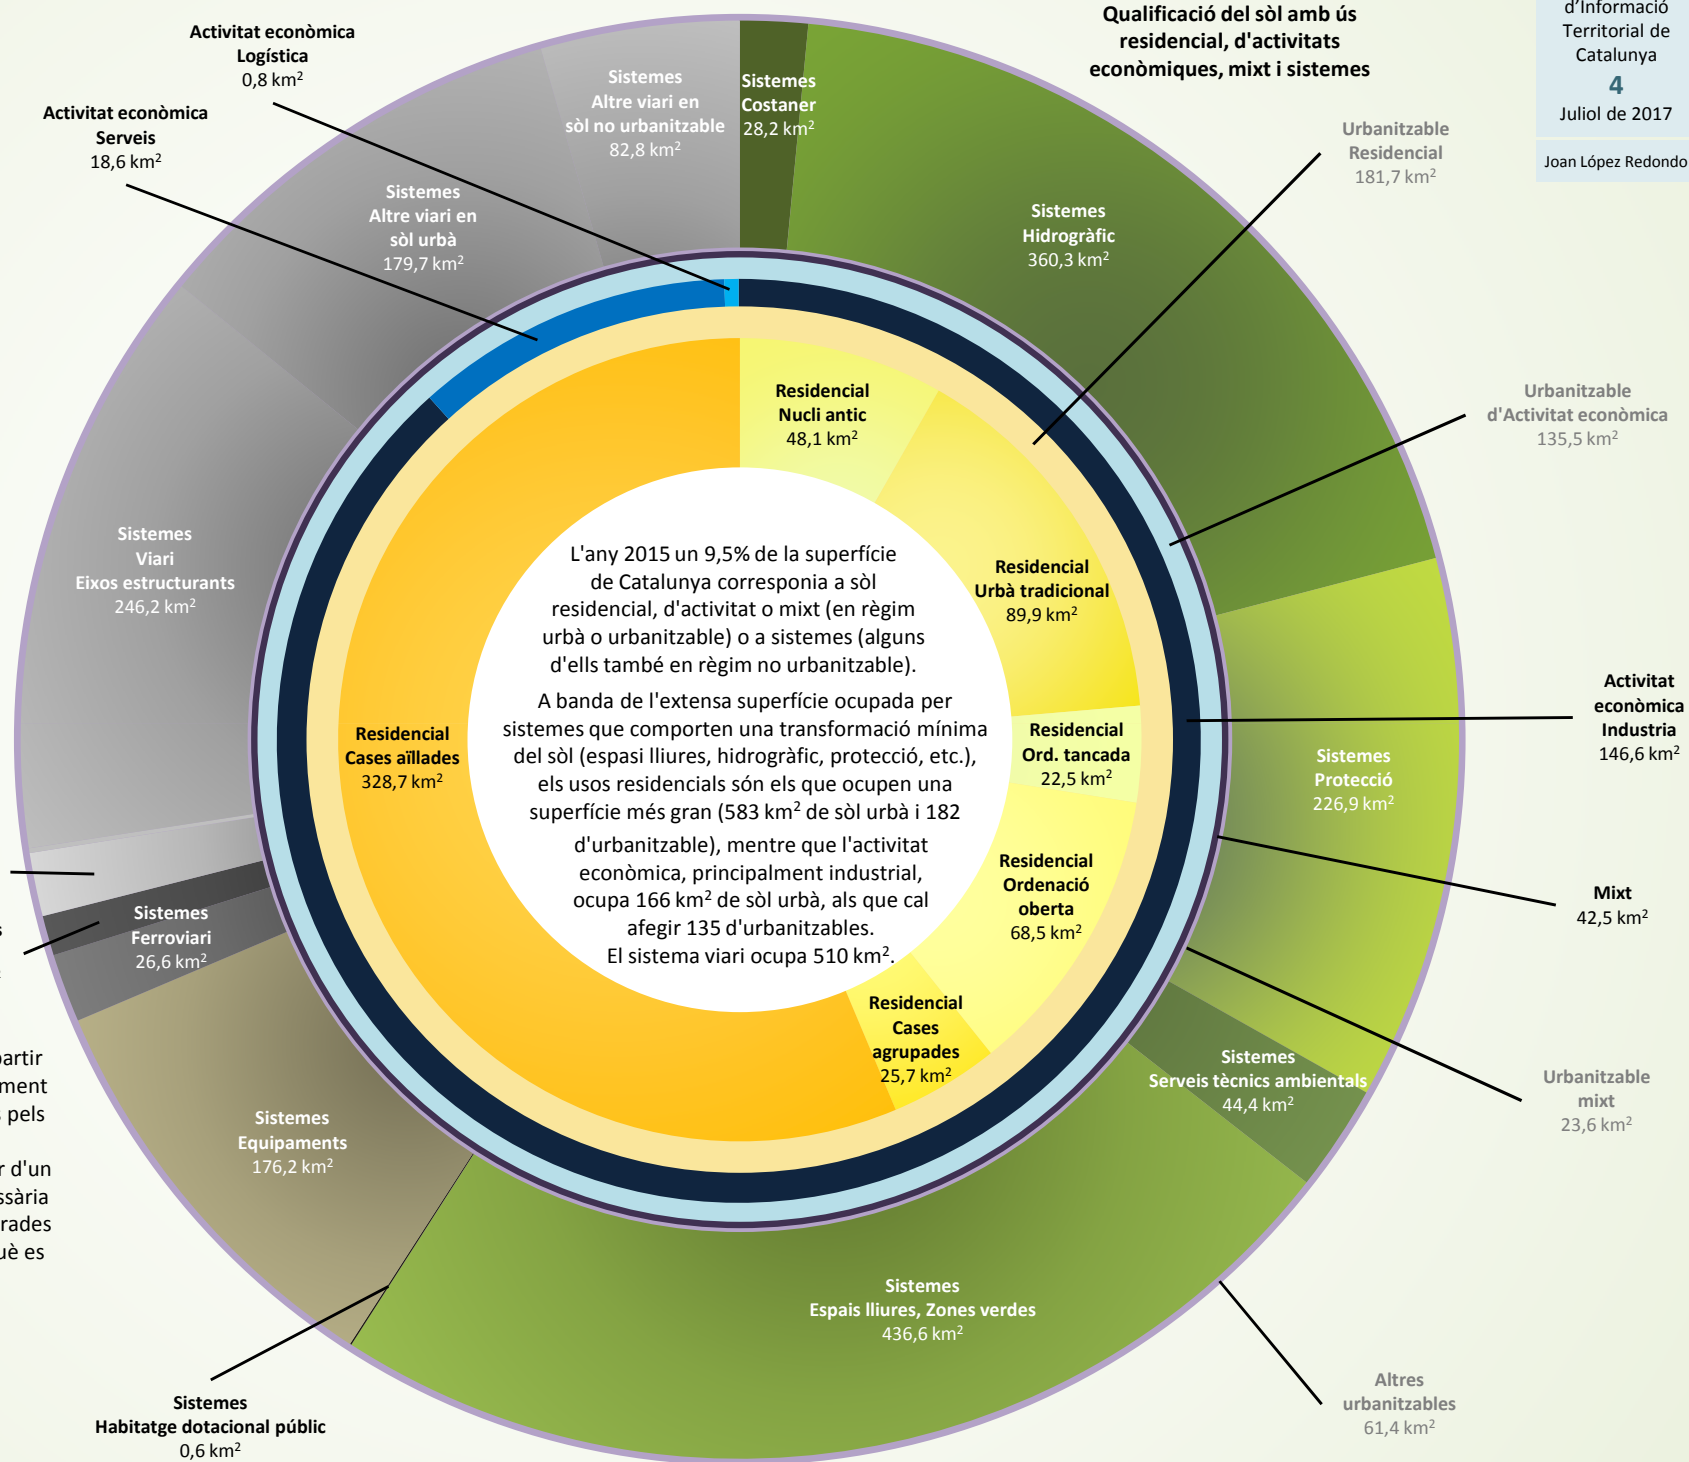 Qualificació del sòl amb ús
residencial, d'activitats
econòmiques, mixt i sistemes
d'Informació
Territorial de
Catalunya
4
Juliol de 2017
Joan López Redondo
Activitat econòmica
Logística
0,8 km²
Activitat econòmica
Serveis
18,6 km²
Sistemes
Altre viari en
sòl no urbanitzable
82,8 km²
Sistemes
Costaner
28,2 km²
Sistemes
Altre viari en
sòl urbà
179,7 km²
Sistemes
Hidrogràfic
360,3 km²
Urbanitzable
Residencial
181,7 km²
Urbanitzable
d'Activitat econòmica
135,5 km²
Residencial
Nucli antic
48,1 km²
Residencial
Urbà tradicional
89,9 km²
Sistemes
Viari
Eixos estructurants
246,2 km²
L'any 2015 un 9,5% de la superfície
de Catalunya corresponia a sòl
residencial, d'activitat o mixt (en règim
urbà o urbanitzable) o a sistemes (alguns
d'ells també en règim no urbanitzable).
A banda de l'extensa superfície ocupada per
sistemes que comporten una transformació mínima
del sòl (espasi lliures, hidrogràfic, protecció, etc.),
els usos residencials són els que ocupen una
superfície més gran (583 km² de sòl urbà i 182
d'urbanitzable), mentre que l'activitat
econòmica, principalment industrial,
ocupa 166 km² de sòl urbà, als que cal
afegir 135 d'urbanitzables.
El sistema viari ocupa 510 km².
Residencial
Cases aïllades
328,7 km²
Residencial
Ord. tancada
22,5 km²
Residencial
Ordenació
oberta
68,5 km²
Residencial
Cases
agrupades
25,7 km²
Activitat
econòmica
Industria
146,6 km²
Sistemes
Protecció
226,9 km²
Mixt
42,5 km²
Sistemes
Serveis tècnics ambientals
44,4 km²
Urbanitzable
mixt
23,6 km²
Sistemes
Ferroviari
26,6 km²
s
partir
ment
s pels
r d'un
ssària
rades
uè es
Sistemes
Equipaments
176,2 km²
Sistemes
Espais lliures, Zones verdes
436,6 km²
Sistemes
Habitatge dotacional públic
0,6 km²
Altres
urbanitzables
61,4 km²